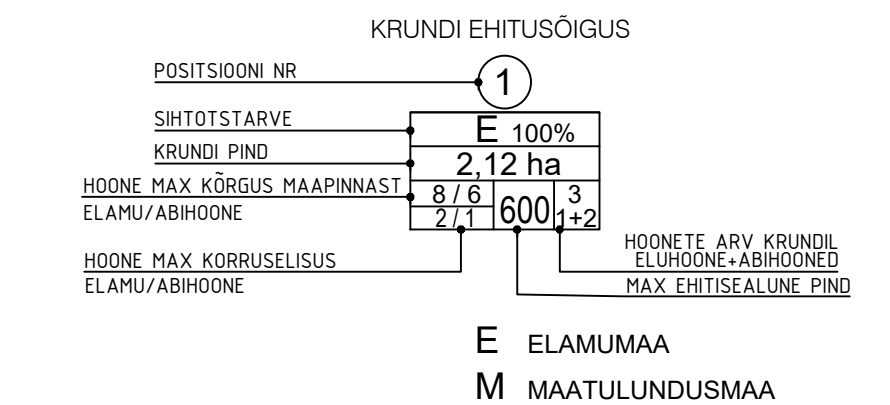 KRUNDI EHITUSÕIGUS
POSITSIOONI NR
1
SIHTOTSTARVE
E 100%
KRUNDI PIND
2,12 ha
HOONE MAX KÕRGUS MAAPINNAST
ELAMU/ABIHOONE
8 / 6
2 / 1
600
3
1+2
HOONE MAX KORRUSELISUS
ELAMU/ABIHOONE
HOONETE ARV KRUNDIL
ELUHOONE+ABIHOONED
MAX EHITISEALUNE PIND
E ELAMUMAA
M MAATULUNDUSMAA